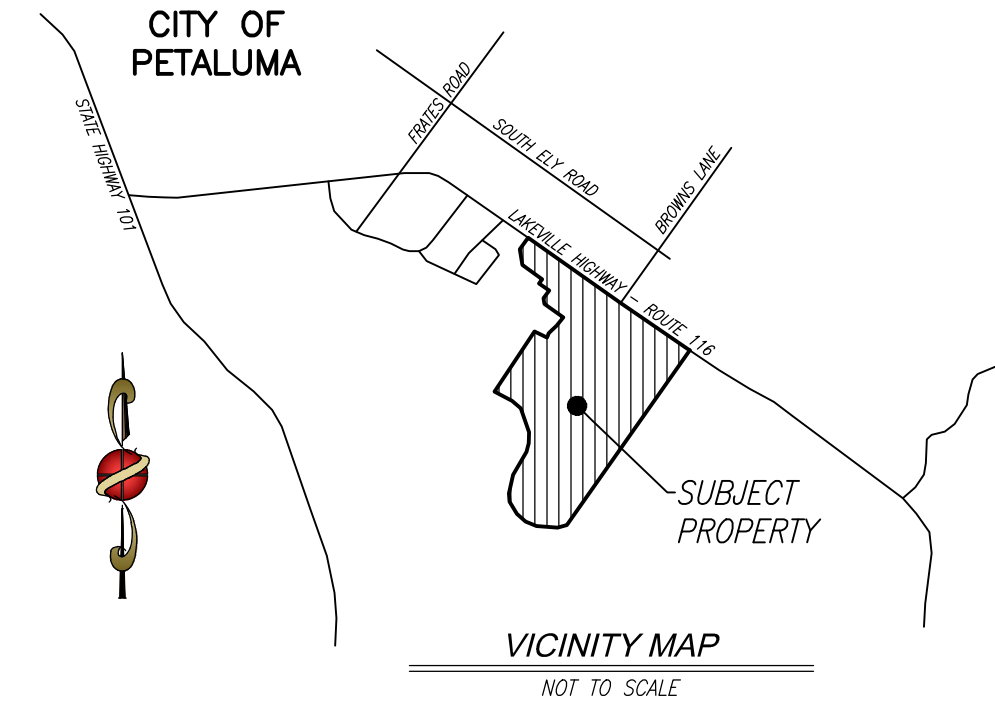 CITY OF
PETALUMA
STATE HIGHWAY 101
FRATES ROAD
SOUTH ELY ROAD
BROWNS LANE
LAKEVILLE HIGHWAY - ROUTE 116
SUBJECT
PROPERTY
VICINITY MAP
NOT TO SCALE